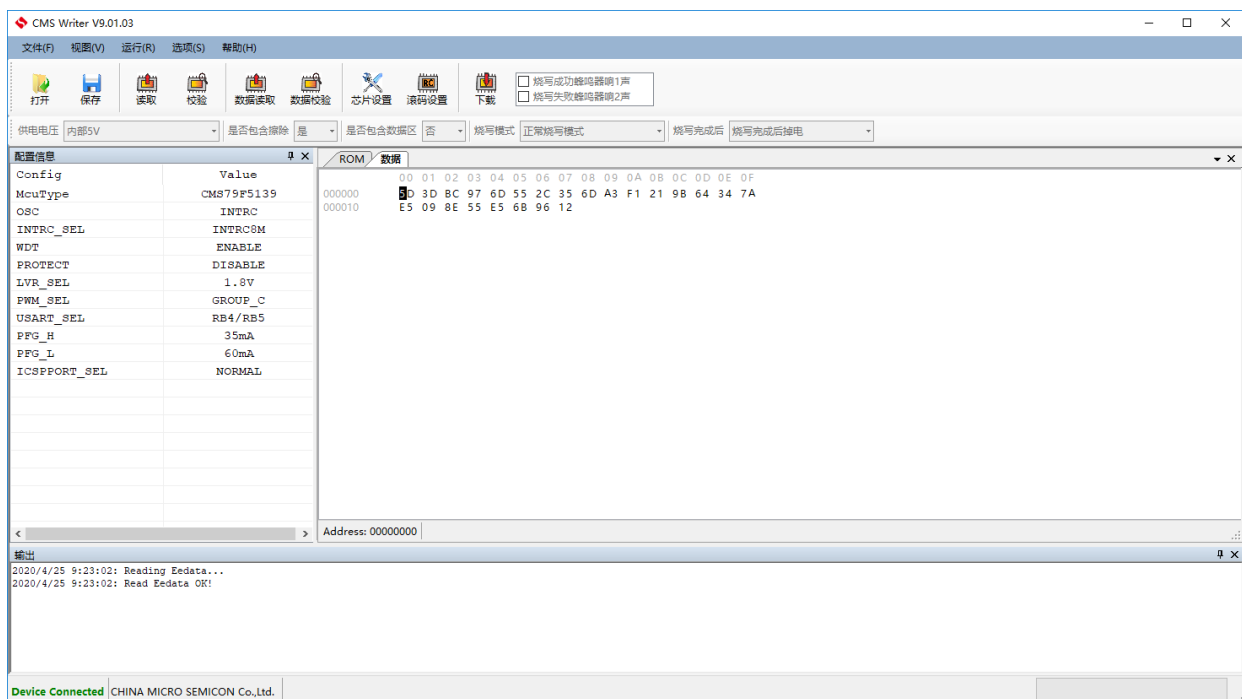 CMS Writer V9.01.03
文件(F) 视图(V) 运行(R) 选项(S) 帮助(H)
打开 保存 读取 校验 数据读取 数据校验 芯片设置 滚码设置 下载
RC
烧写成功蜂鸣器响1声
烧写失败蜂鸣器响2声
供电电压 内部5V 是否包含擦除 是 是否包含数据区 否 烧写模式 正常烧写模式 烧写完成后 烧写完成后掉电
配置信息
Config Value
McuType CMS79F5139
OSC INTRC
INTRC_SEL INTRC8M
WDT ENABLE
PROTECT DISABLE
LVR_SEL 1.8V
PWM_SEL GROUP_C
USART_SEL RB4/RB5
PFG_H 35mA
PFG_L 60mA
ICSPPORT_SEL NORMAL
ROM 数据
00 01 02 03 04 05 06 07 08 09 0A 0B 0C 0D 0E 0F
000000 5D 3D BC 97 6D 55 2C 35 6D A3 F1 21 9B 64 34 7A
000010 E5 09 8E 55 E5 6B 96 12
Address: 00000000
输出
2020/4/25 9:23:02: Reading Eedata...
2020/4/25 9:23:02: Read Eedata OK!
Device Connected CHINA MICRO SEMICON Co.,Ltd.